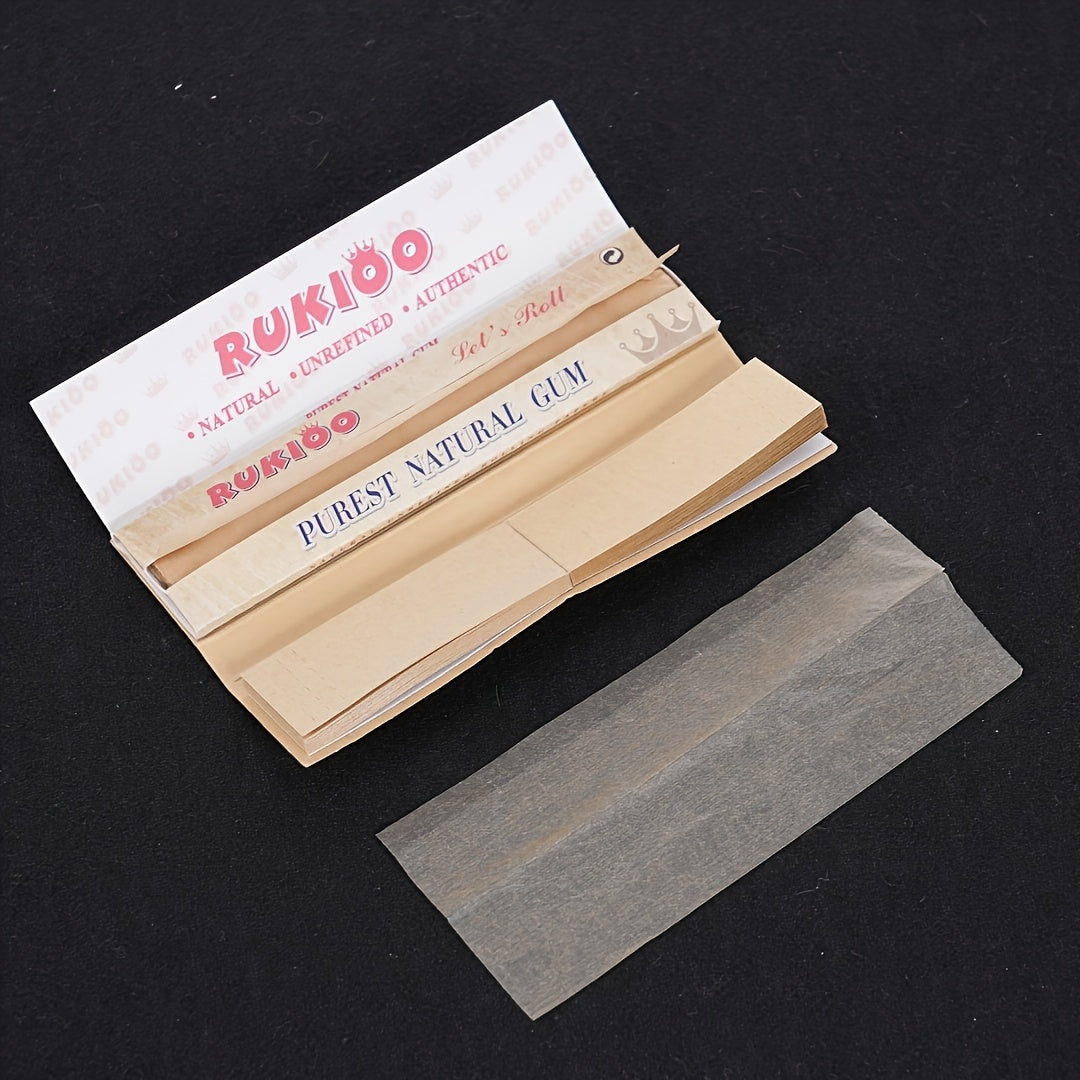 RUKIOO
• NATURAL • UNREFINED • AUTHENTIC
PUREST NATURAL GUM
Let's Roll
RUKIOO
PUREST NATURAL GUM